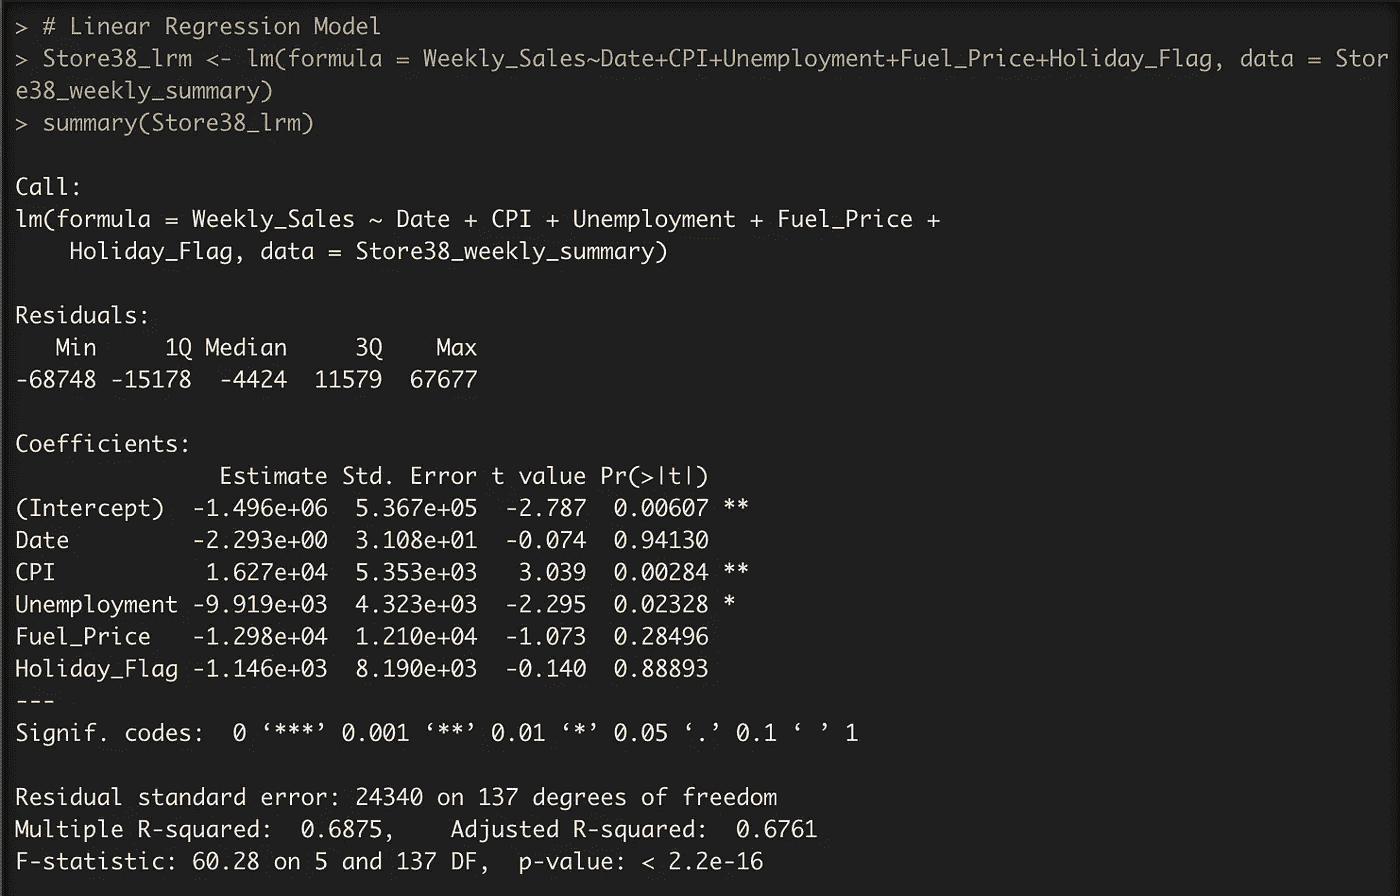 > # Linear Regression Model
> Store38_lrm <- lm(formula = Weekly_Sales~Date+CPI+Unemployment+Fuel_Price+Holiday_Flag, data = Stor
e38_weekly_summary)
> summary(Store38_lrm)

Call:
lm(formula = Weekly_Sales ~ Date + CPI + Unemployment + Fuel_Price +
    Holiday_Flag, data = Store38_weekly_summary)

Residuals:
   Min     1Q Median     3Q    Max
-68748 -15178  -4424  11579  67677

Coefficients:
               Estimate Std. Error t value Pr(>|t|)
(Intercept)  -1.496e+06  5.367e+05  -2.787  0.00607 **
Date         -2.293e+00  3.108e+01  -0.074  0.94130
CPI           1.627e+04  5.353e+03   3.039  0.00284 **
Unemployment -9.919e+03  4.323e+03  -2.295  0.02328 *
Fuel_Price   -1.298e+04  1.210e+04  -1.073  0.28496
Holiday_Flag -1.146e+03  8.190e+03  -0.140  0.88893
---
Signif. codes:  0 ‘***’ 0.001 ‘**’ 0.01 ‘*’ 0.05 ‘.’ 0.1 ‘ ’ 1

Residual standard error: 24340 on 137 degrees of freedom
Multiple R-squared:  0.6875,    Adjusted R-squared:  0.6761
F-statistic: 60.28 on 5 and 137 DF,  p-value: < 2.2e-16